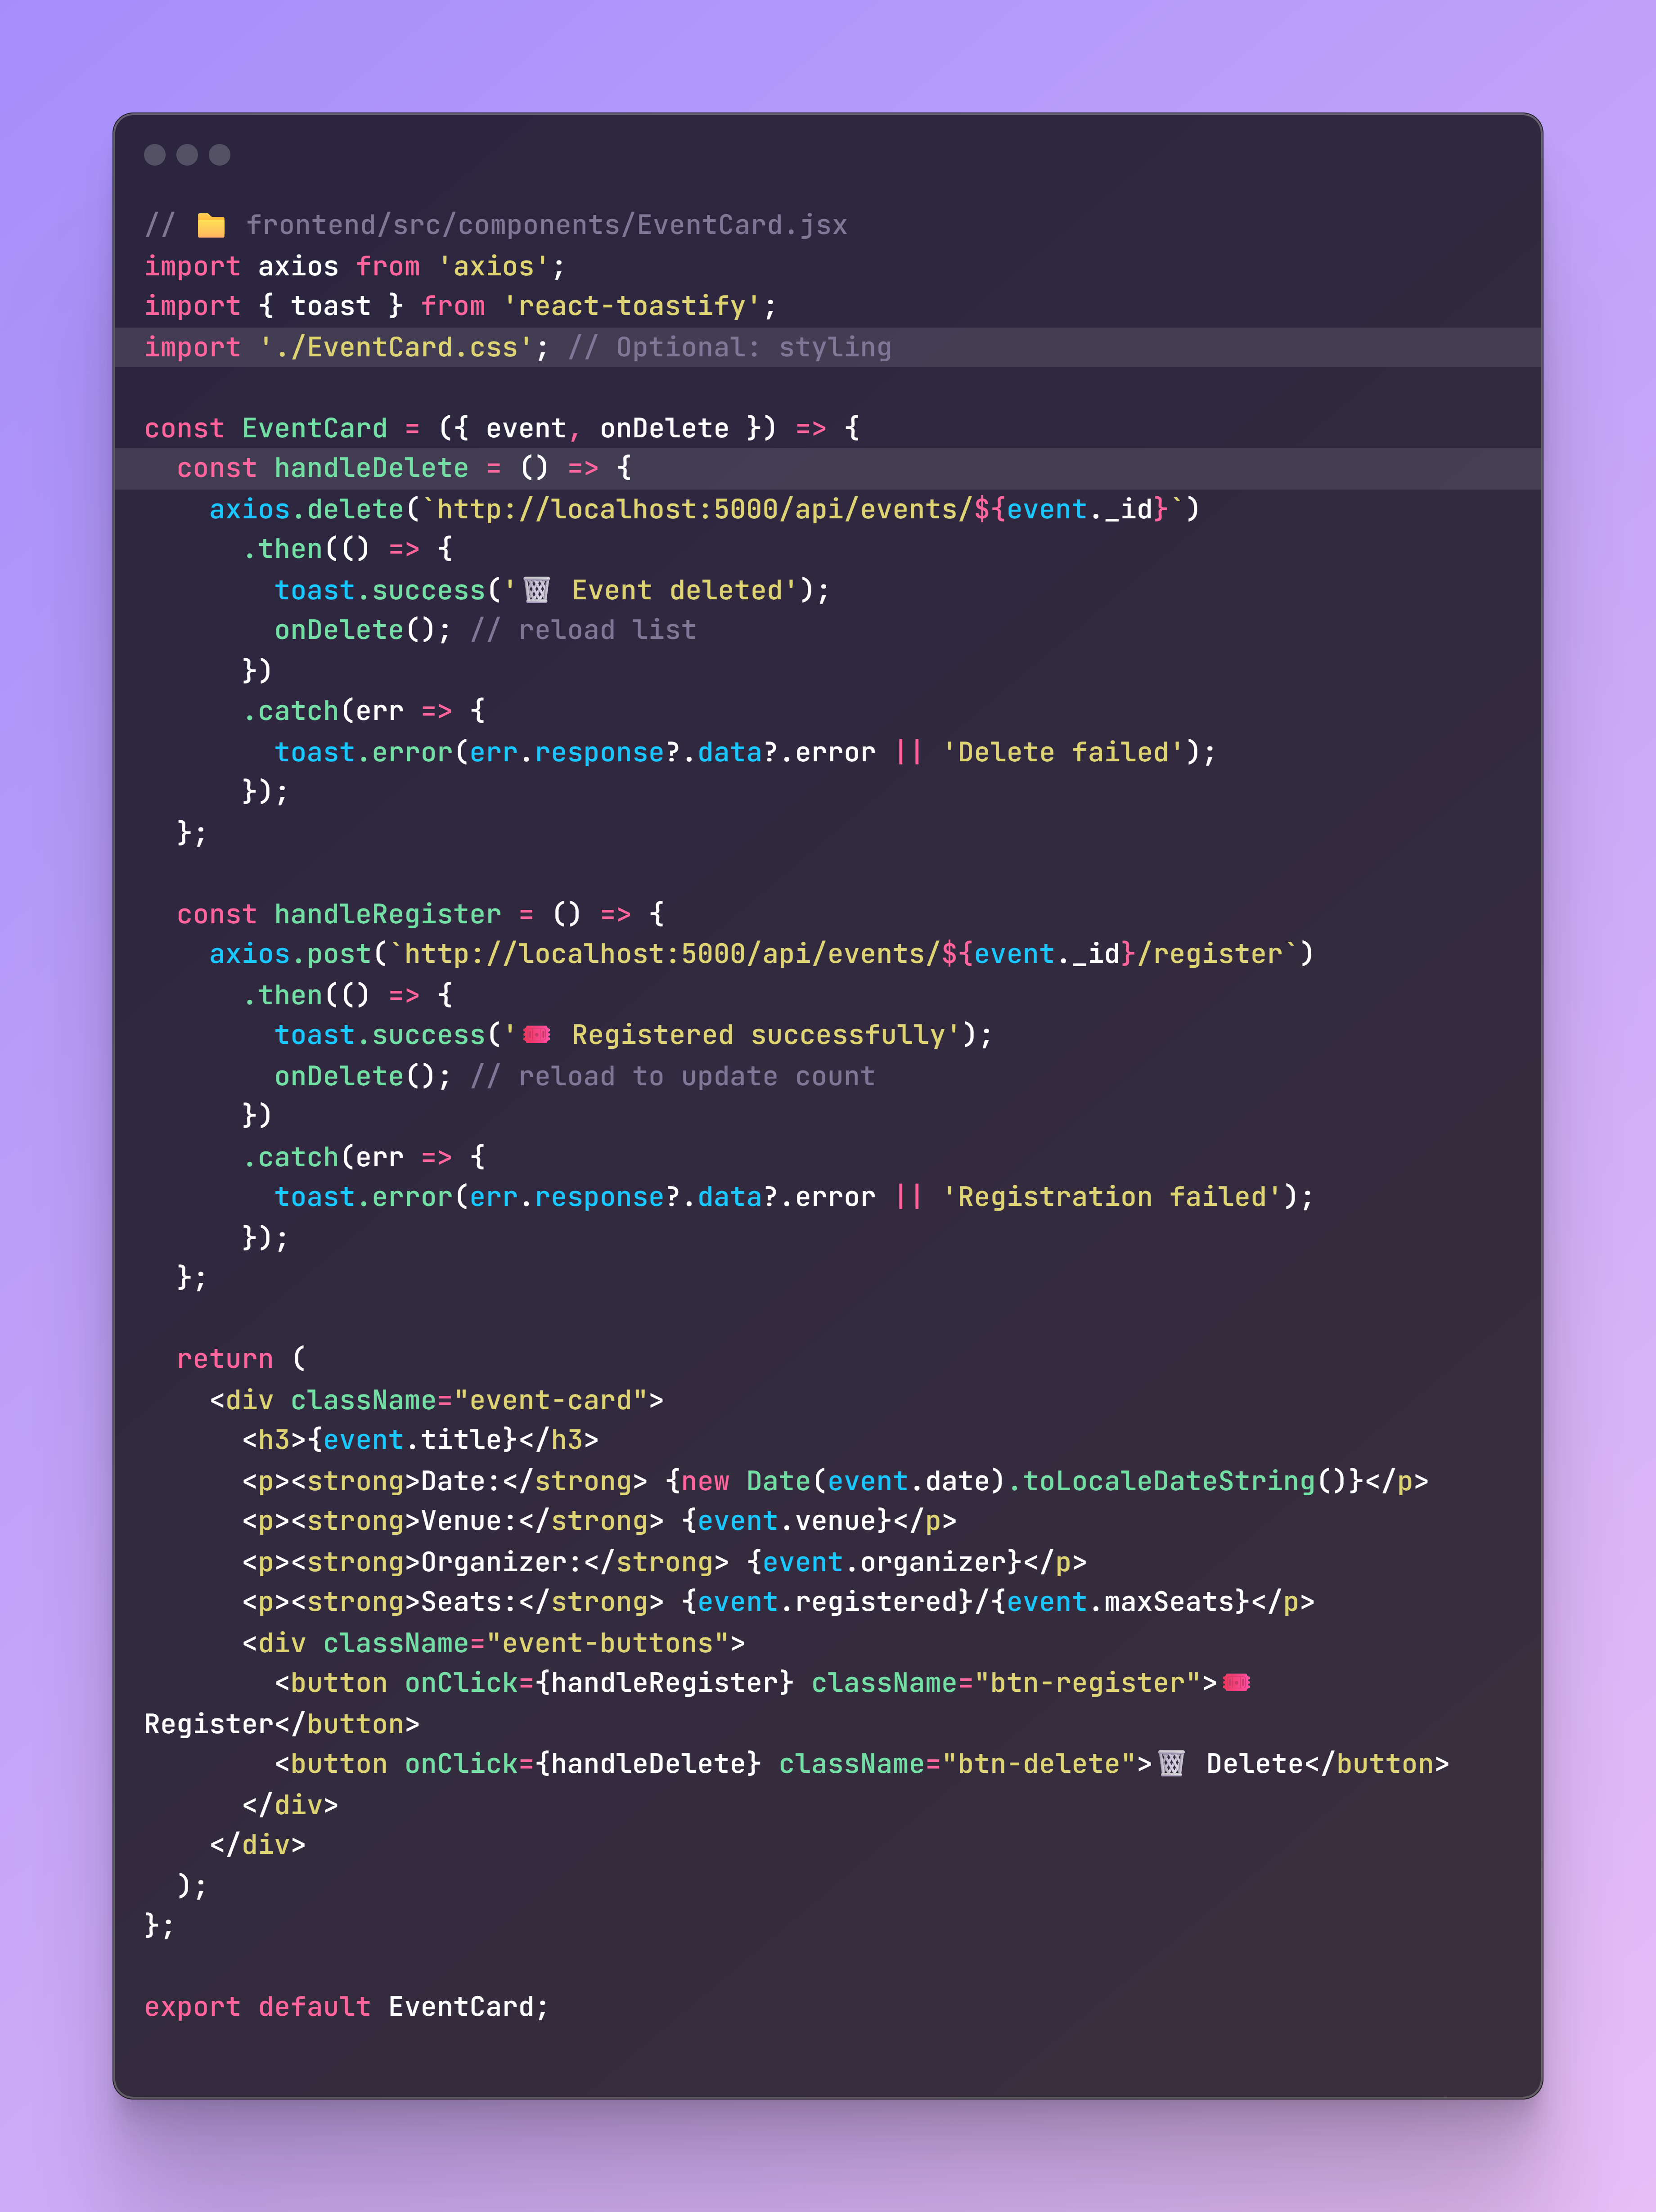 // 📁 frontend/src/components/EventCard.jsx
import axios from 'axios';
import { toast } from 'react-toastify';
import './EventCard.css'; // Optional: styling

const EventCard = ({ event, onDelete }) => {
  const handleDelete = () => {
    axios.delete(`http://localhost:5000/api/events/${event._id}`)
      .then(() => {
        toast.success('🗑️ Event deleted');
        onDelete(); // reload list
      })
      .catch(err => {
        toast.error(err.response?.data?.error || 'Delete failed');
      });
  };

  const handleRegister = () => {
    axios.post(`http://localhost:5000/api/events/${event._id}/register`)
      .then(() => {
        toast.success('🎟️ Registered successfully');
        onDelete(); // reload to update count
      })
      .catch(err => {
        toast.error(err.response?.data?.error || 'Registration failed');
      });
  };

  return (
    <div className="event-card">
      <h3>{event.title}</h3>
      <p><strong>Date:</strong> {new Date(event.date).toLocaleDateString()}</p>
      <p><strong>Venue:</strong> {event.venue}</p>
      <p><strong>Organizer:</strong> {event.organizer}</p>
      <p><strong>Seats:</strong> {event.registered}/{event.maxSeats}</p>
      <div className="event-buttons">
        <button onClick={handleRegister} className="btn-register">🎟️
Register</button>
        <button onClick={handleDelete} className="btn-delete">🗑️ Delete</button>
      </div>
    </div>
  );
};

export default EventCard;